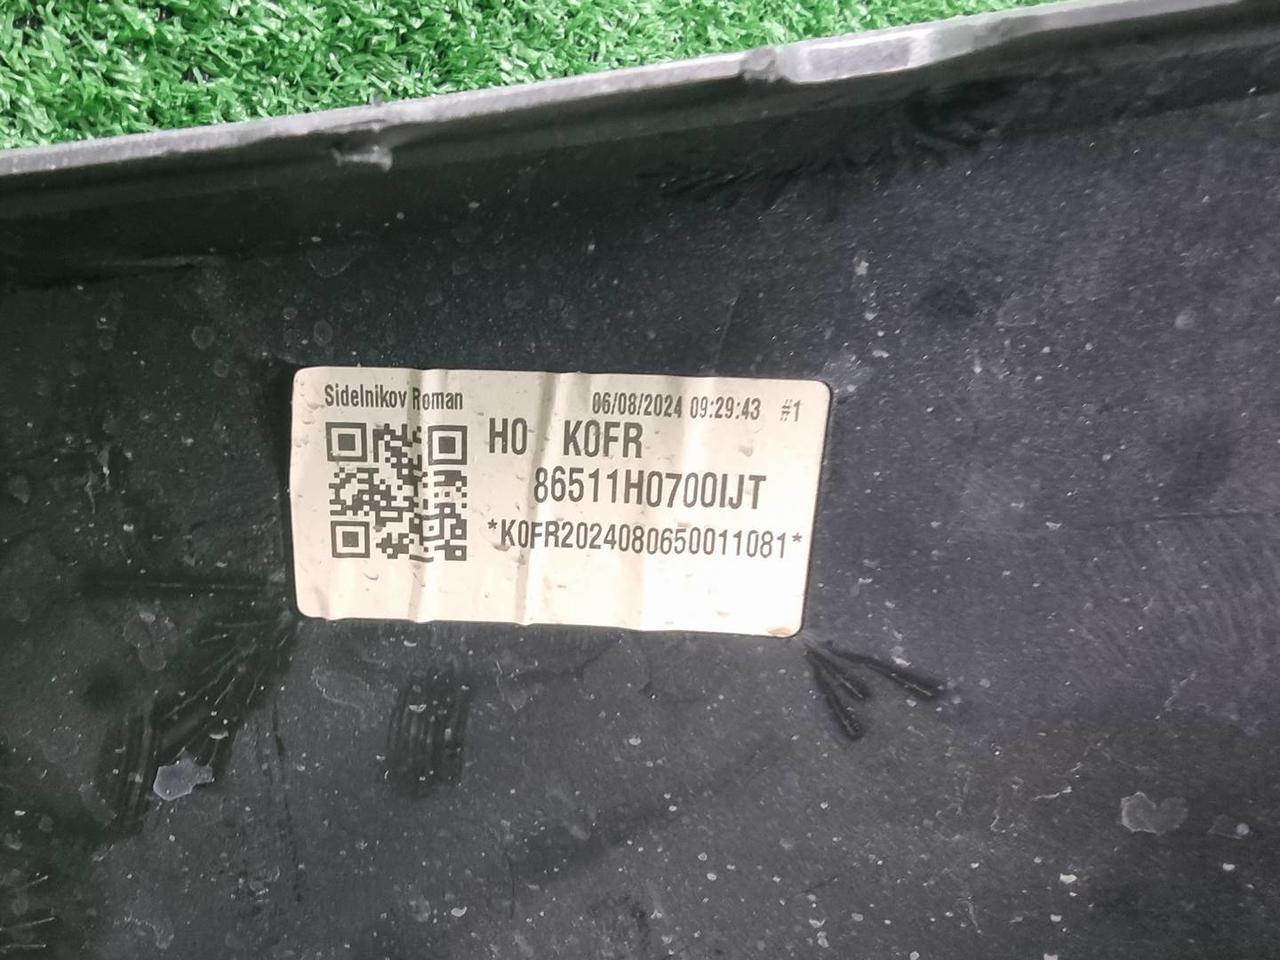 Sidelnikov Roman
06/08/2024 09:29:43 #1
H0 K0FR
86511H0700IJT
*K0FR2024080650011081*